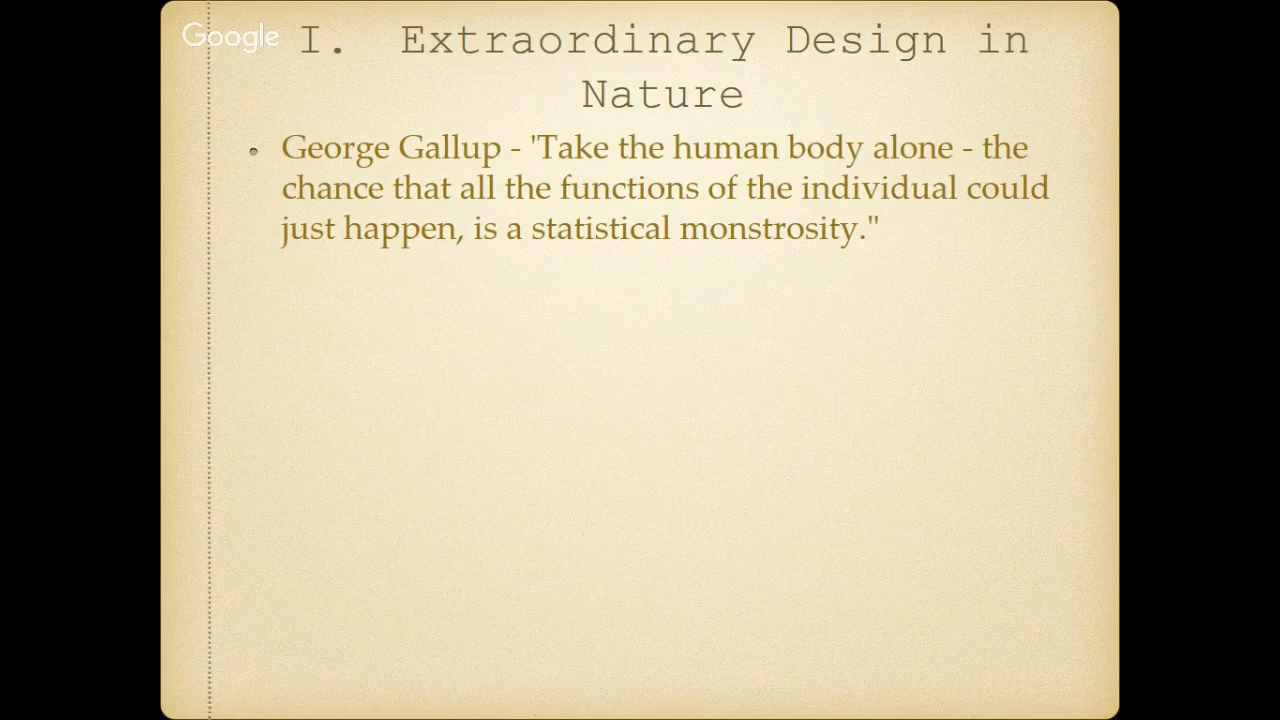 Google
I. Extraordinary Design in
Nature
• George Gallup - 'Take the human body alone - the
chance that all the functions of the individual could
just happen, is a statistical monstrosity."